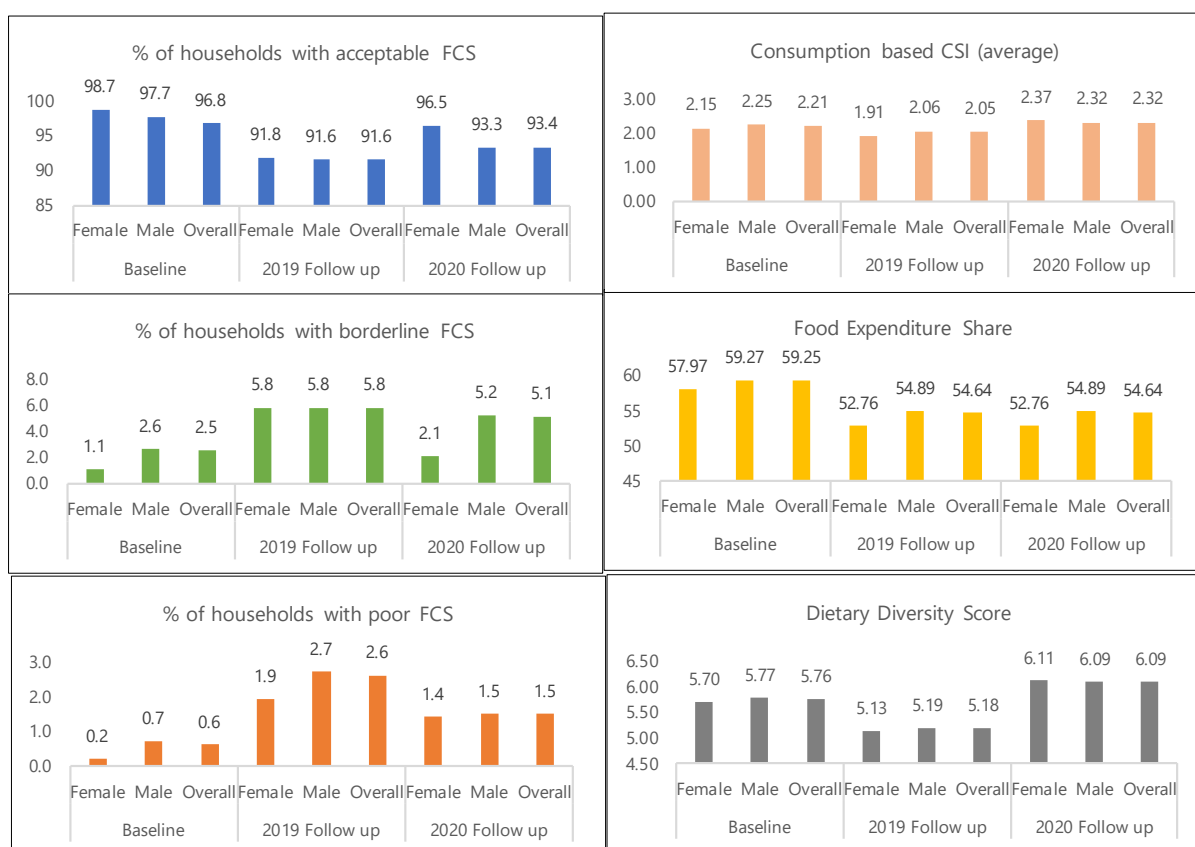 % of households with acceptable FCS
98.7 97.7 96.8 91.8 91.6 91.6 96.5 93.3 93.4
100
95
90
85
Female Male Overall Female Male Overall Female Male Overall
Baseline 2019 Follow up 2020 Follow up
Consumption based CSI (average)
2.15 2.25 2.21 1.91 2.06 2.05 2.37 2.32 2.32
3.00
2.00
1.00
0.00
Female Male Overall Female Male Overall Female Male Overall
Baseline 2019 Follow up 2020 Follow up
% of households with borderline FCS
1.1 2.6 2.5 5.8 5.8 5.8 2.1 5.2 5.1
8.0
6.0
4.0
2.0
0.0
Female Male Overall Female Male Overall Female Male Overall
Baseline 2019 Follow up 2020 Follow up
Food Expenditure Share
57.97 59.27 59.25 52.76 54.89 54.64 52.76 54.89 54.64
60
55
50
45
Female Male Overall Female Male Overall Female Male Overall
Baseline 2019 Follow up 2020 Follow up
% of households with poor FCS
0.2 0.7 0.6 1.9 2.7 2.6 1.4 1.5 1.5
3.0
2.0
1.0
0.0
Female Male Overall Female Male Overall Female Male Overall
Baseline 2019 Follow up 2020 Follow up
Dietary Diversity Score
5.70 5.77 5.76 5.13 5.19 5.18 6.11 6.09 6.09
6.50
6.00
5.50
5.00
4.50
Female Male Overall Female Male Overall Female Male Overall
Baseline 2019 Follow up 2020 Follow up